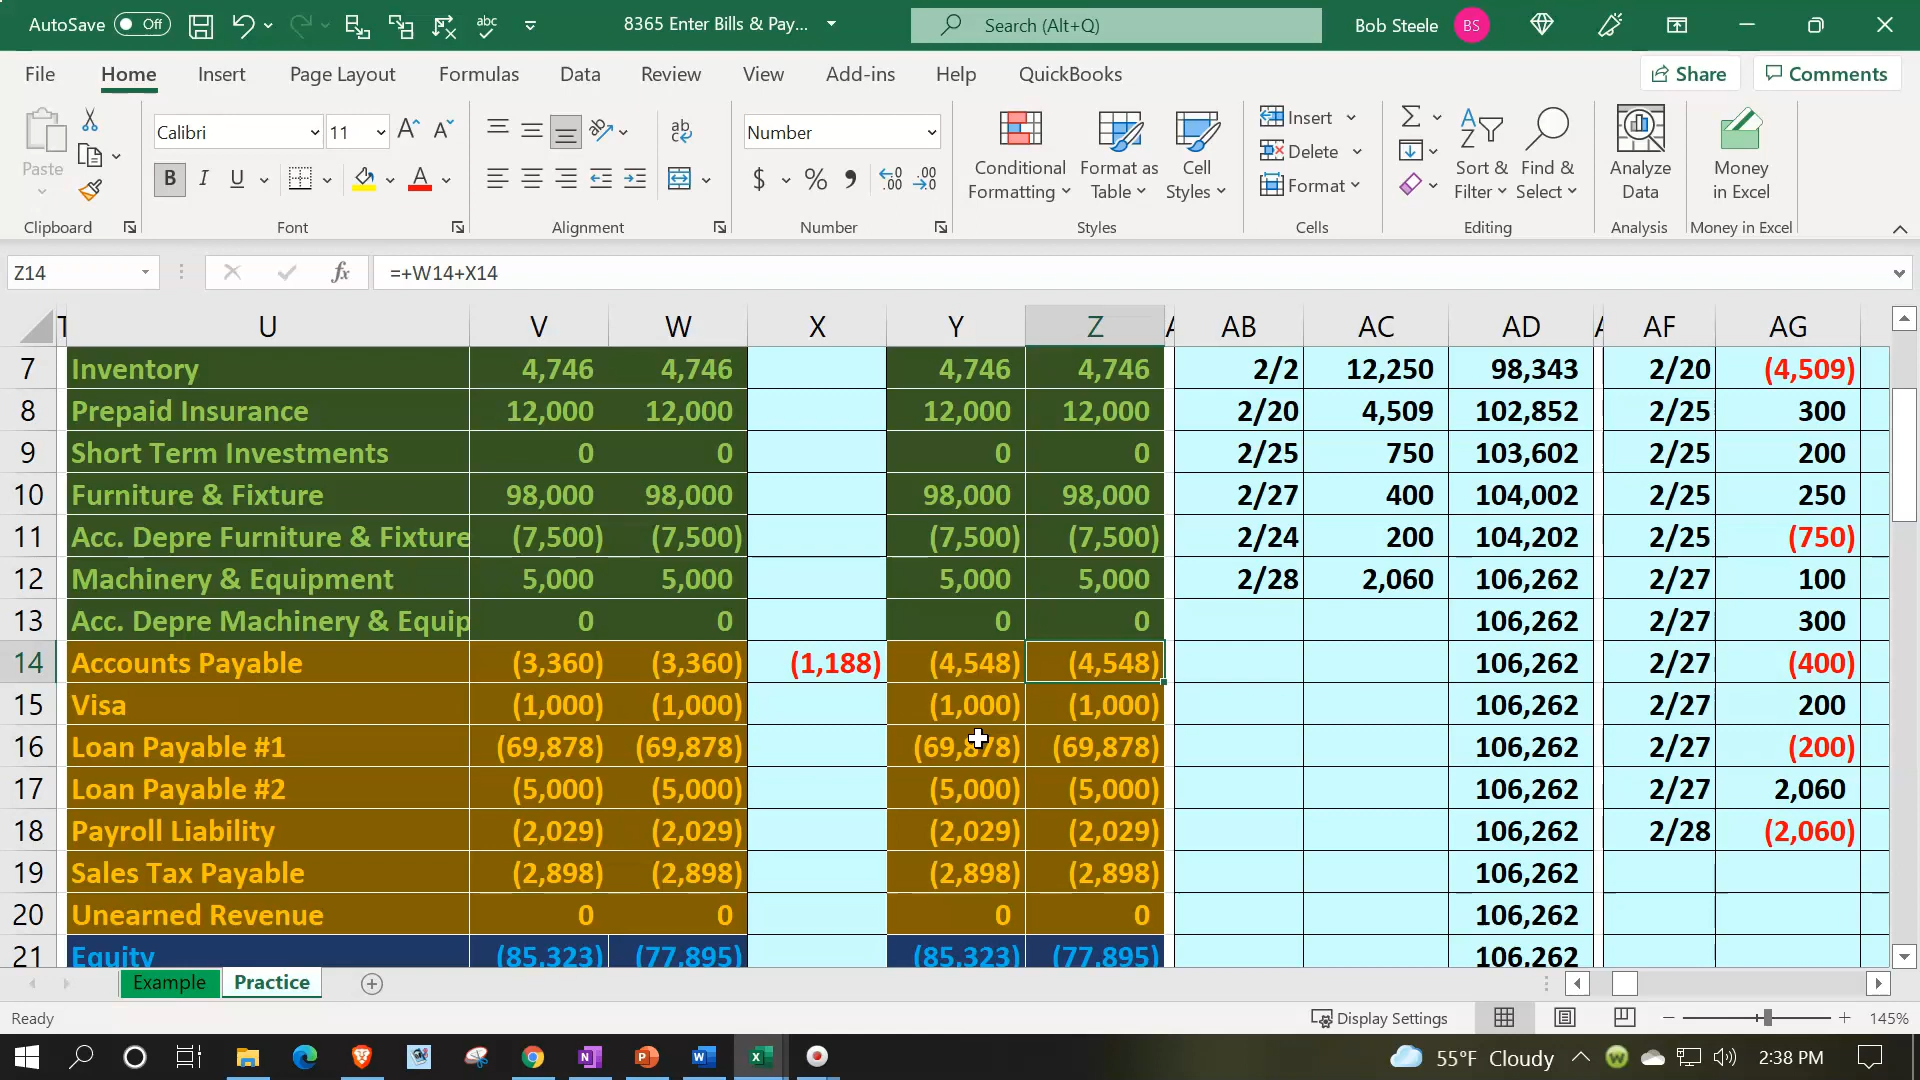 AutoSave Off 8365 Enter Bills & Pay... Search (Alt+Q) Bob Steele BS
File Home Insert Page Layout Formulas Data Review View Add-ins Help QuickBooks Share Comments
Paste Calibri 11 Number Conditional Formatting Format as Table Cell Styles Insert Delete Format Sort & Filter Find & Select Analyze Data Money in Excel
B I U A $ % ab c
Clipboard Font Alignment Number Styles Cells Editing Analysis Money in Excel
Z14 fx =+W14+X14
T U V W X Y Z A AB AC AD A AF AG
7 Inventory 4,746 4,746 4,746 4,746 2/2 12,250 98,343 2/20 (4,509)
8 Prepaid Insurance 12,000 12,000 12,000 12,000 2/20 4,509 102,852 2/25 300
9 Short Term Investments 0 0 0 0 2/25 750 103,602 2/25 200
10 Furniture & Fixture 98,000 98,000 98,000 98,000 2/27 400 104,002 2/25 250
11 Acc. Depre Furniture & Fixture (7,500) (7,500) (7,500) (7,500) 2/24 200 104,202 2/25 (750)
12 Machinery & Equipment 5,000 5,000 5,000 5,000 2/28 2,060 106,262 2/27 100
13 Acc. Depre Machinery & Equip 0 0 0 0 106,262 2/27 300
14 Accounts Payable (3,360) (3,360) (1,188) (4,548) (4,548) 106,262 2/27 (400)
15 Visa (1,000) (1,000) (1,000) (1,000) 106,262 2/27 200
16 Loan Payable #1 (69,878) (69,878) (69,878) (69,878) 106,262 2/27 (200)
17 Loan Payable #2 (5,000) (5,000) (5,000) (5,000) 106,262 2/27 2,060
18 Payroll Liability (2,029) (2,029) (2,029) (2,029) 106,262 2/28 (2,060)
19 Sales Tax Payable (2,898) (2,898) (2,898) (2,898) 106,262
20 Unearned Revenue 0 0 0 0 106,262
21 Equity (85,323) (77,895) (85,323) (77,895) 106,262
Example Practice
Ready Display Settings 145%
55°F Cloudy 2:38 PM